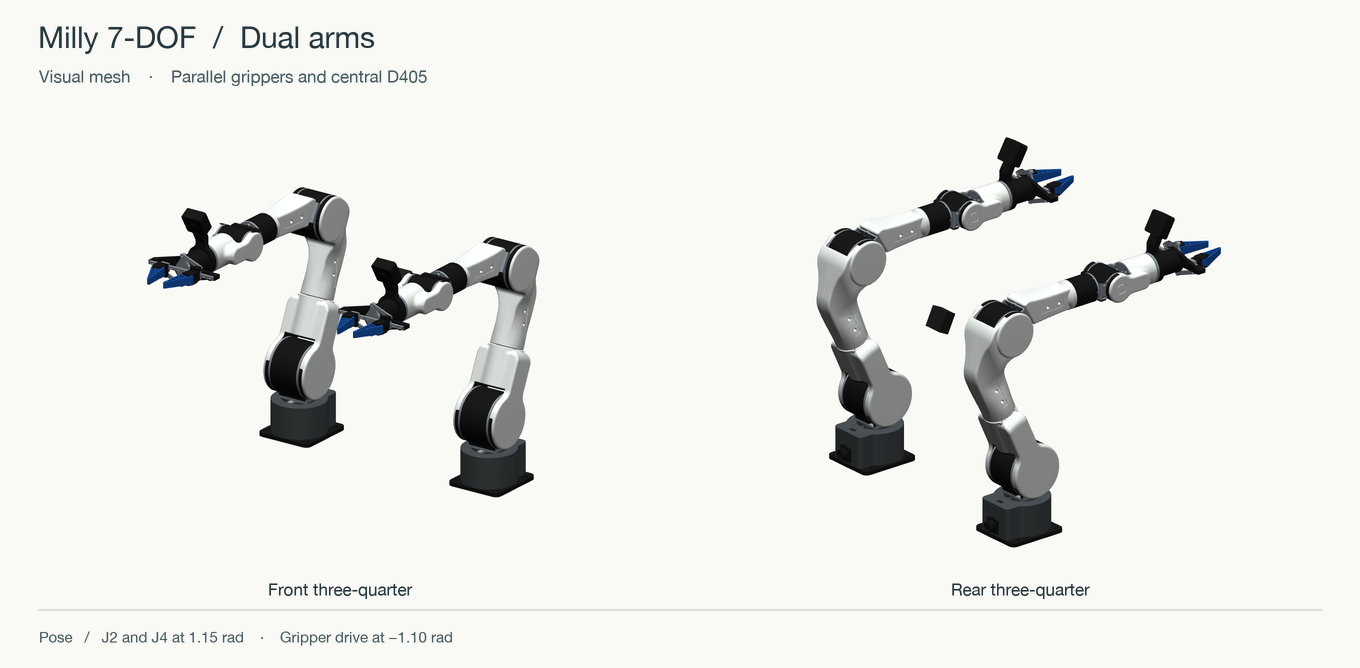 Milly 7-DOF / Dual arms
Visual mesh · Parallel grippers and central D405
Front three-quarter
Rear three-quarter
Pose / J2 and J4 at 1.15 rad · Gripper drive at −1.10 rad